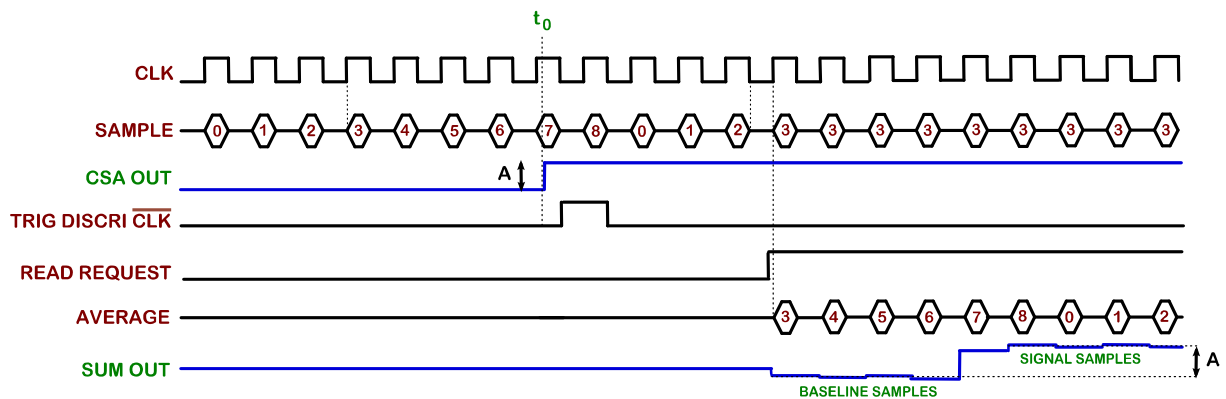 t0
CLK
SAMPLE 0 1 2 3 4 5 6 7 8 0 1 2 3 3 3 3 3 3 3 3 3
CSA OUT A
TRIG DISCRI CLK
READ REQUEST
AVERAGE 3 4 5 6 7 8 0 1 2
SUM OUT BASELINE SAMPLES SIGNAL SAMPLES A